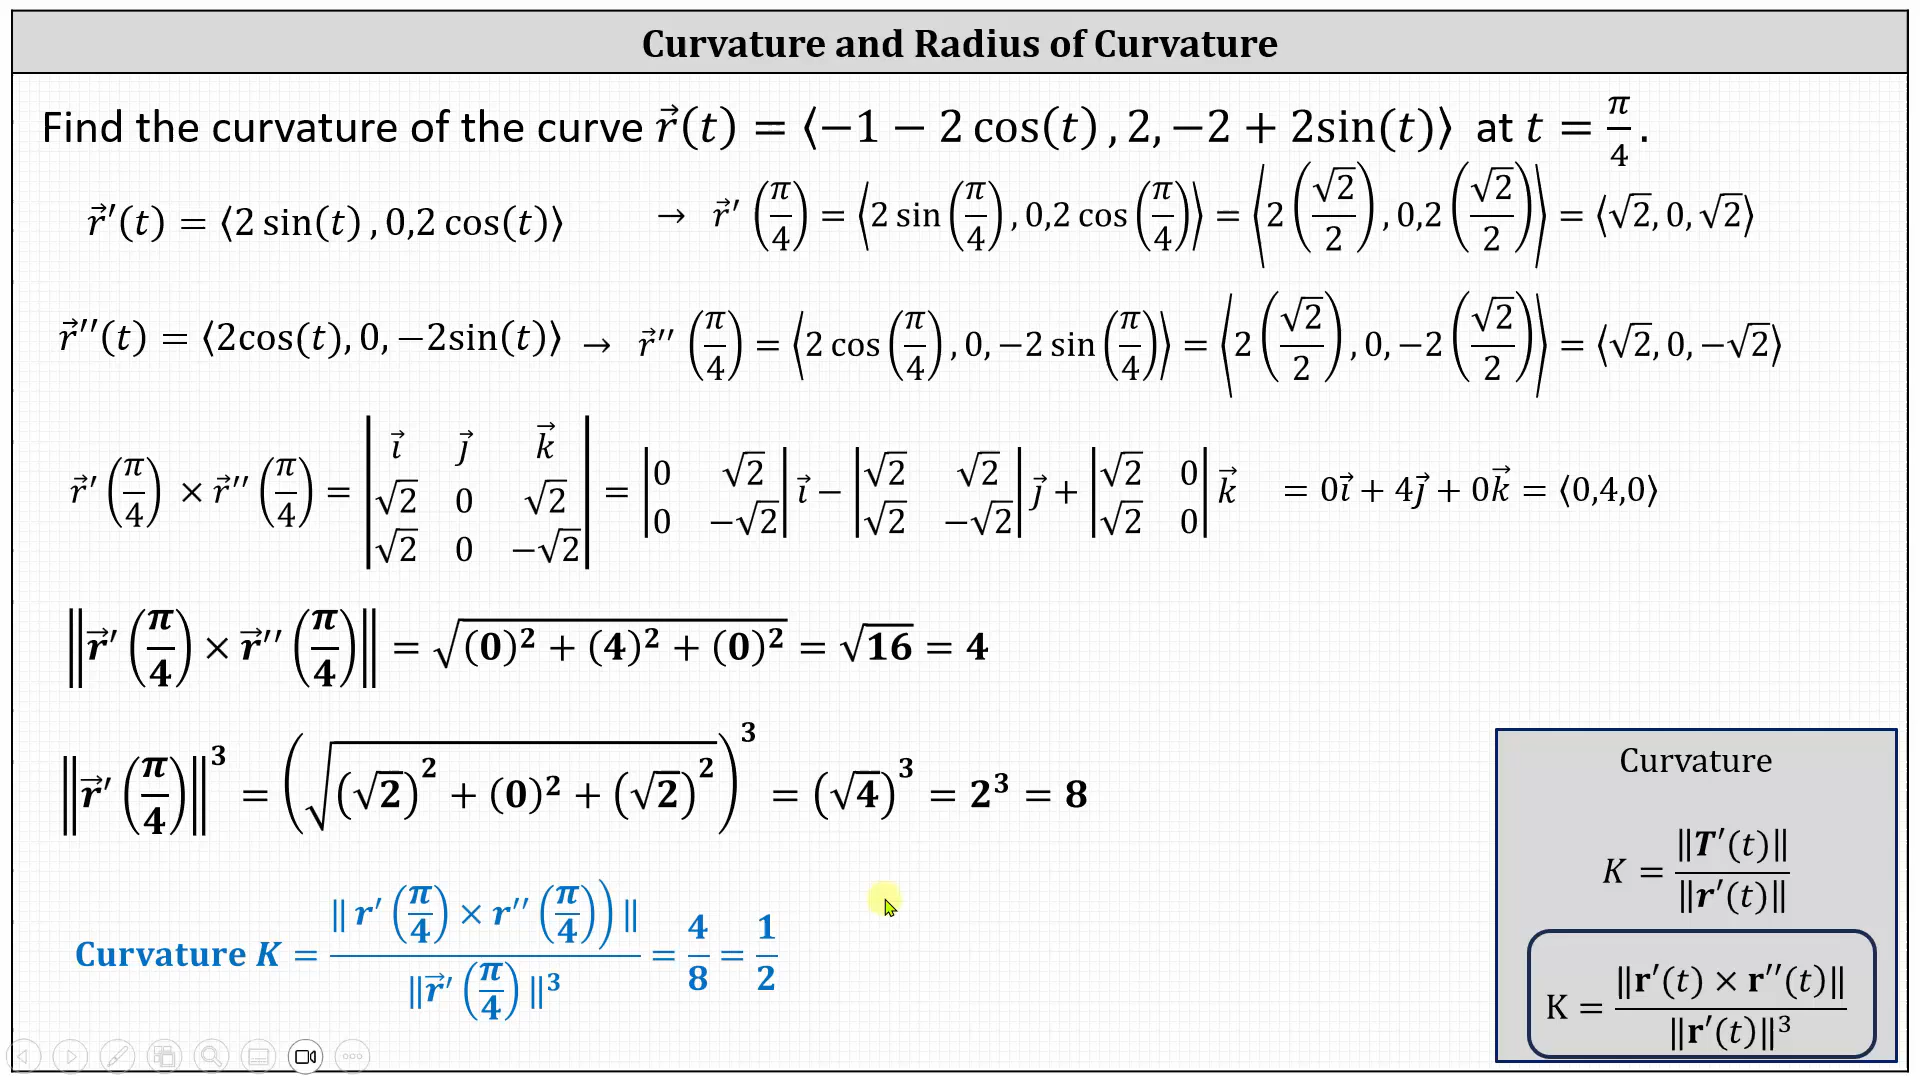 Curvature and Radius of Curvature
Find the curvature of the curve r⃗(t) = ⟨−1 − 2 cos(t) , 2, −2 + 2sin(t)⟩ at t = π/4.
r⃗′(t) = ⟨2 sin(t) , 0,2 cos(t)⟩ → r⃗′(π/4) = ⟨2 sin(π/4) , 0,2 cos(π/4)⟩ = ⟨2(√2/2) , 0,2(√2/2)⟩ = ⟨√2, 0, √2⟩
r⃗′′(t) = ⟨2cos(t), 0, −2sin(t)⟩ → r⃗′′(π/4) = ⟨2 cos(π/4) , 0, −2 sin(π/4)⟩ = ⟨2(√2/2) , 0, −2(√2/2)⟩ = ⟨√2, 0, −√2⟩
r⃗′(π/4) × r⃗′′(π/4) = |ı⃗ ȷ⃗ k⃗; √2 0 √2; √2 0 −√2| = |0 √2; 0 −√2| ı⃗ − |√2 √2; √2 −√2| ȷ⃗ + |√2 0; √2 0| k⃗ = 0ı⃗ + 4ȷ⃗ + 0k⃗ = ⟨0,4,0⟩
‖r⃗′(π/4) × r⃗′′(π/4)‖ = √((0)² + (4)² + (0)²) = √16 = 4
‖r⃗′(π/4)‖³ = (√((√2)² + (0)² + (√2)²))³ = (√4)³ = 2³ = 8
Curvature K = ‖ r′(π/4) × r′′(π/4)) ‖ / ‖r⃗′(π/4) ‖³ = 4/8 = 1/2
Curvature
K = ‖T′(t)‖ / ‖r′(t)‖
K = ‖r′(t) × r′′(t)‖ / ‖r′(t)‖³